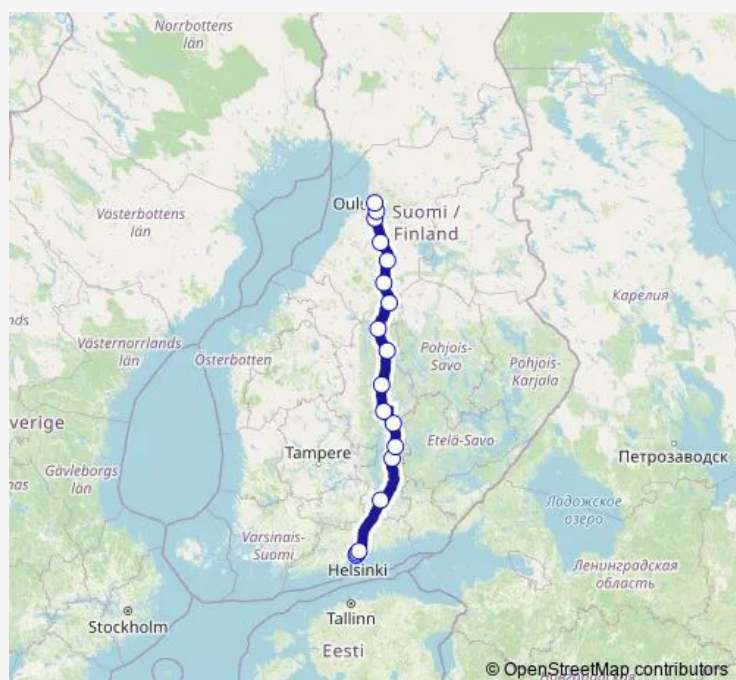 Norrbottens
län
Oulu
Suomi /
Finland
Västerbottens
län
Карелия
Västernorrlands
län
Österbotten
Pohjois-
Savo
Pohjois-
Karjala
Sverige
Gävleborgs
län
Tampere
Etelä-Savo
Петрозаводск
Ладожское
озеро
Varsinais-
Suomi
Helsinki
Ленинградская
область
Stockholm
Tallinn
Eesti
© OpenStreetMap contributors